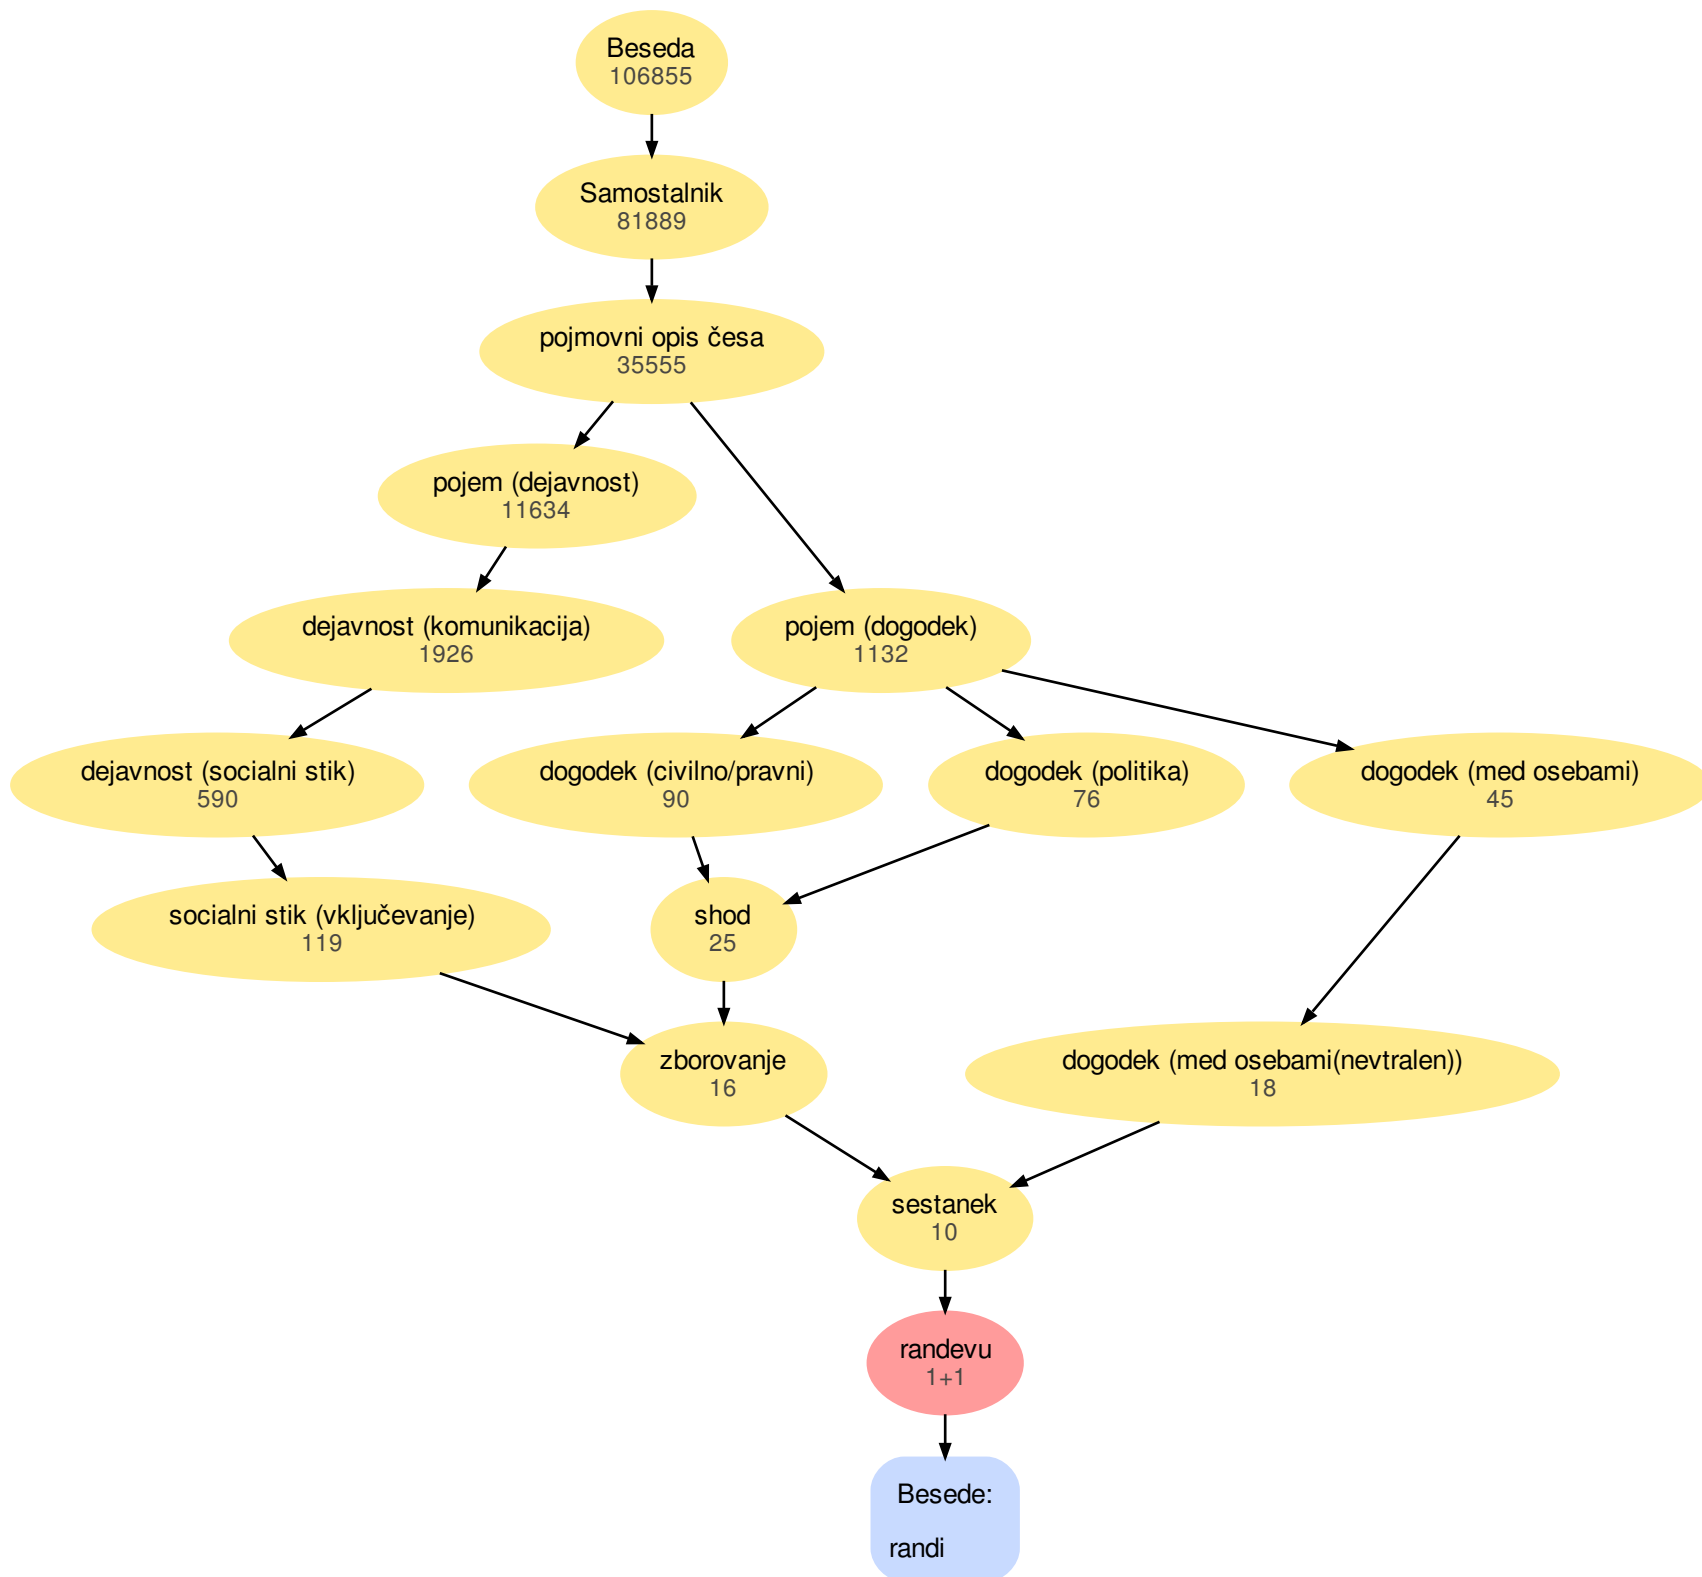 Beseda
106855
Samostalnik
81889
pojmovni opis česa
35555
pojem (dejavnost)
11634
dejavnost (komunikacija)
1926
pojem (dogodek)
1132
dejavnost (socialni stik)
590
dogodek (civilno/pravni)
90
dogodek (politika)
76
dogodek (med osebami)
45
socialni stik (vključevanje)
119
shod
25
zborovanje
16
dogodek (med osebami(nevtralen))
18
sestanek
10
randevu
1+1
Besede:
randi